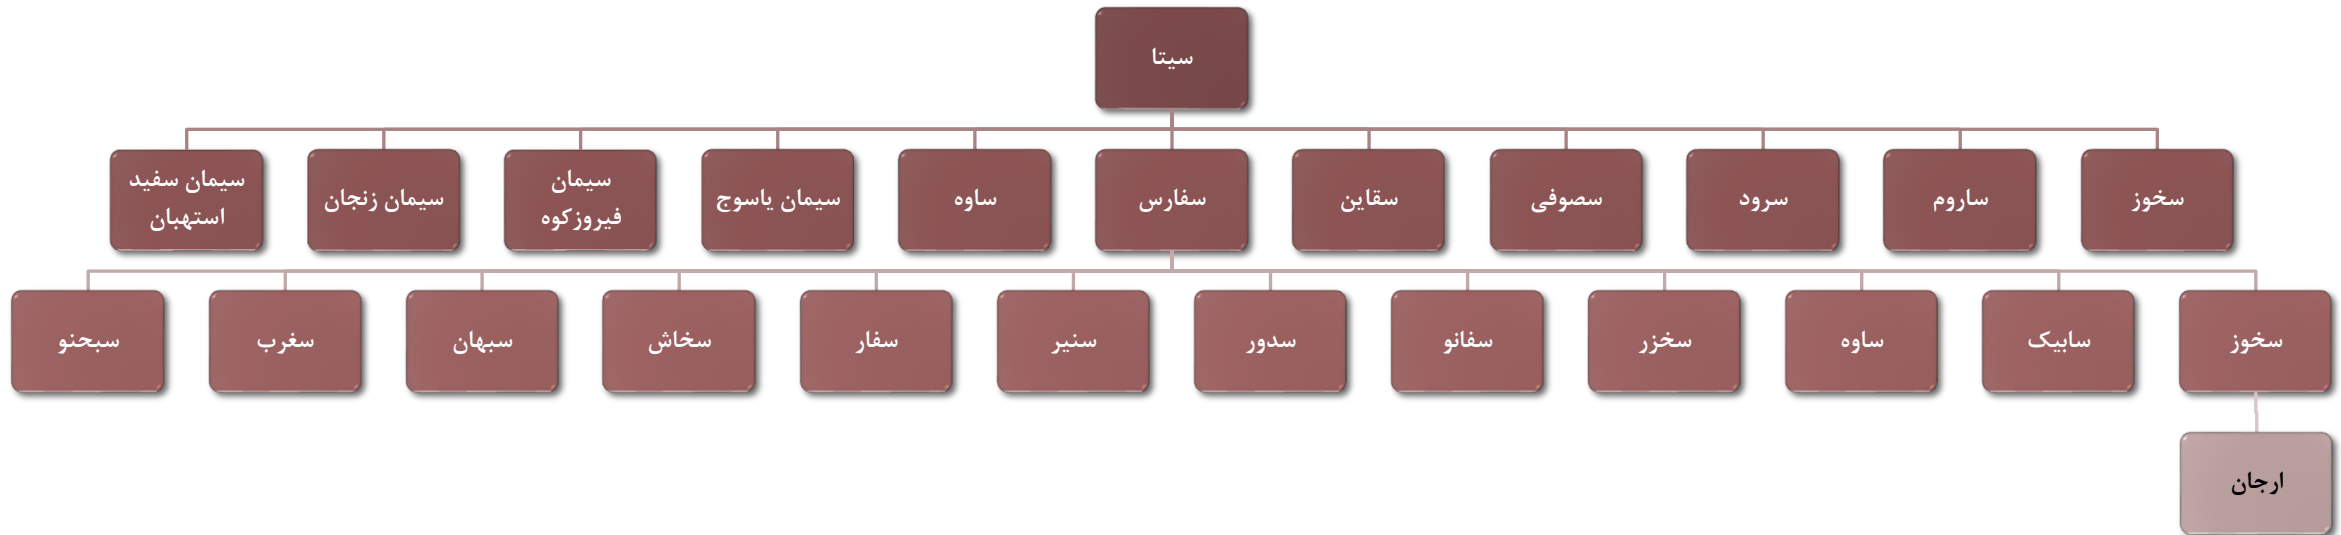 سیتا
سخوز
ساروم
سرود
سصوفی
سقاین
سفارس
ساوه
سیمان یاسوج
سیمان
فیروزکوه
سیمان زنجان
سیمان سفید
استهبان
سخوز
سابیک
ساوه
سخزر
سفانو
سدور
سنیر
سفار
سخاش
سبهان
سغرب
سبحنو
ارجان